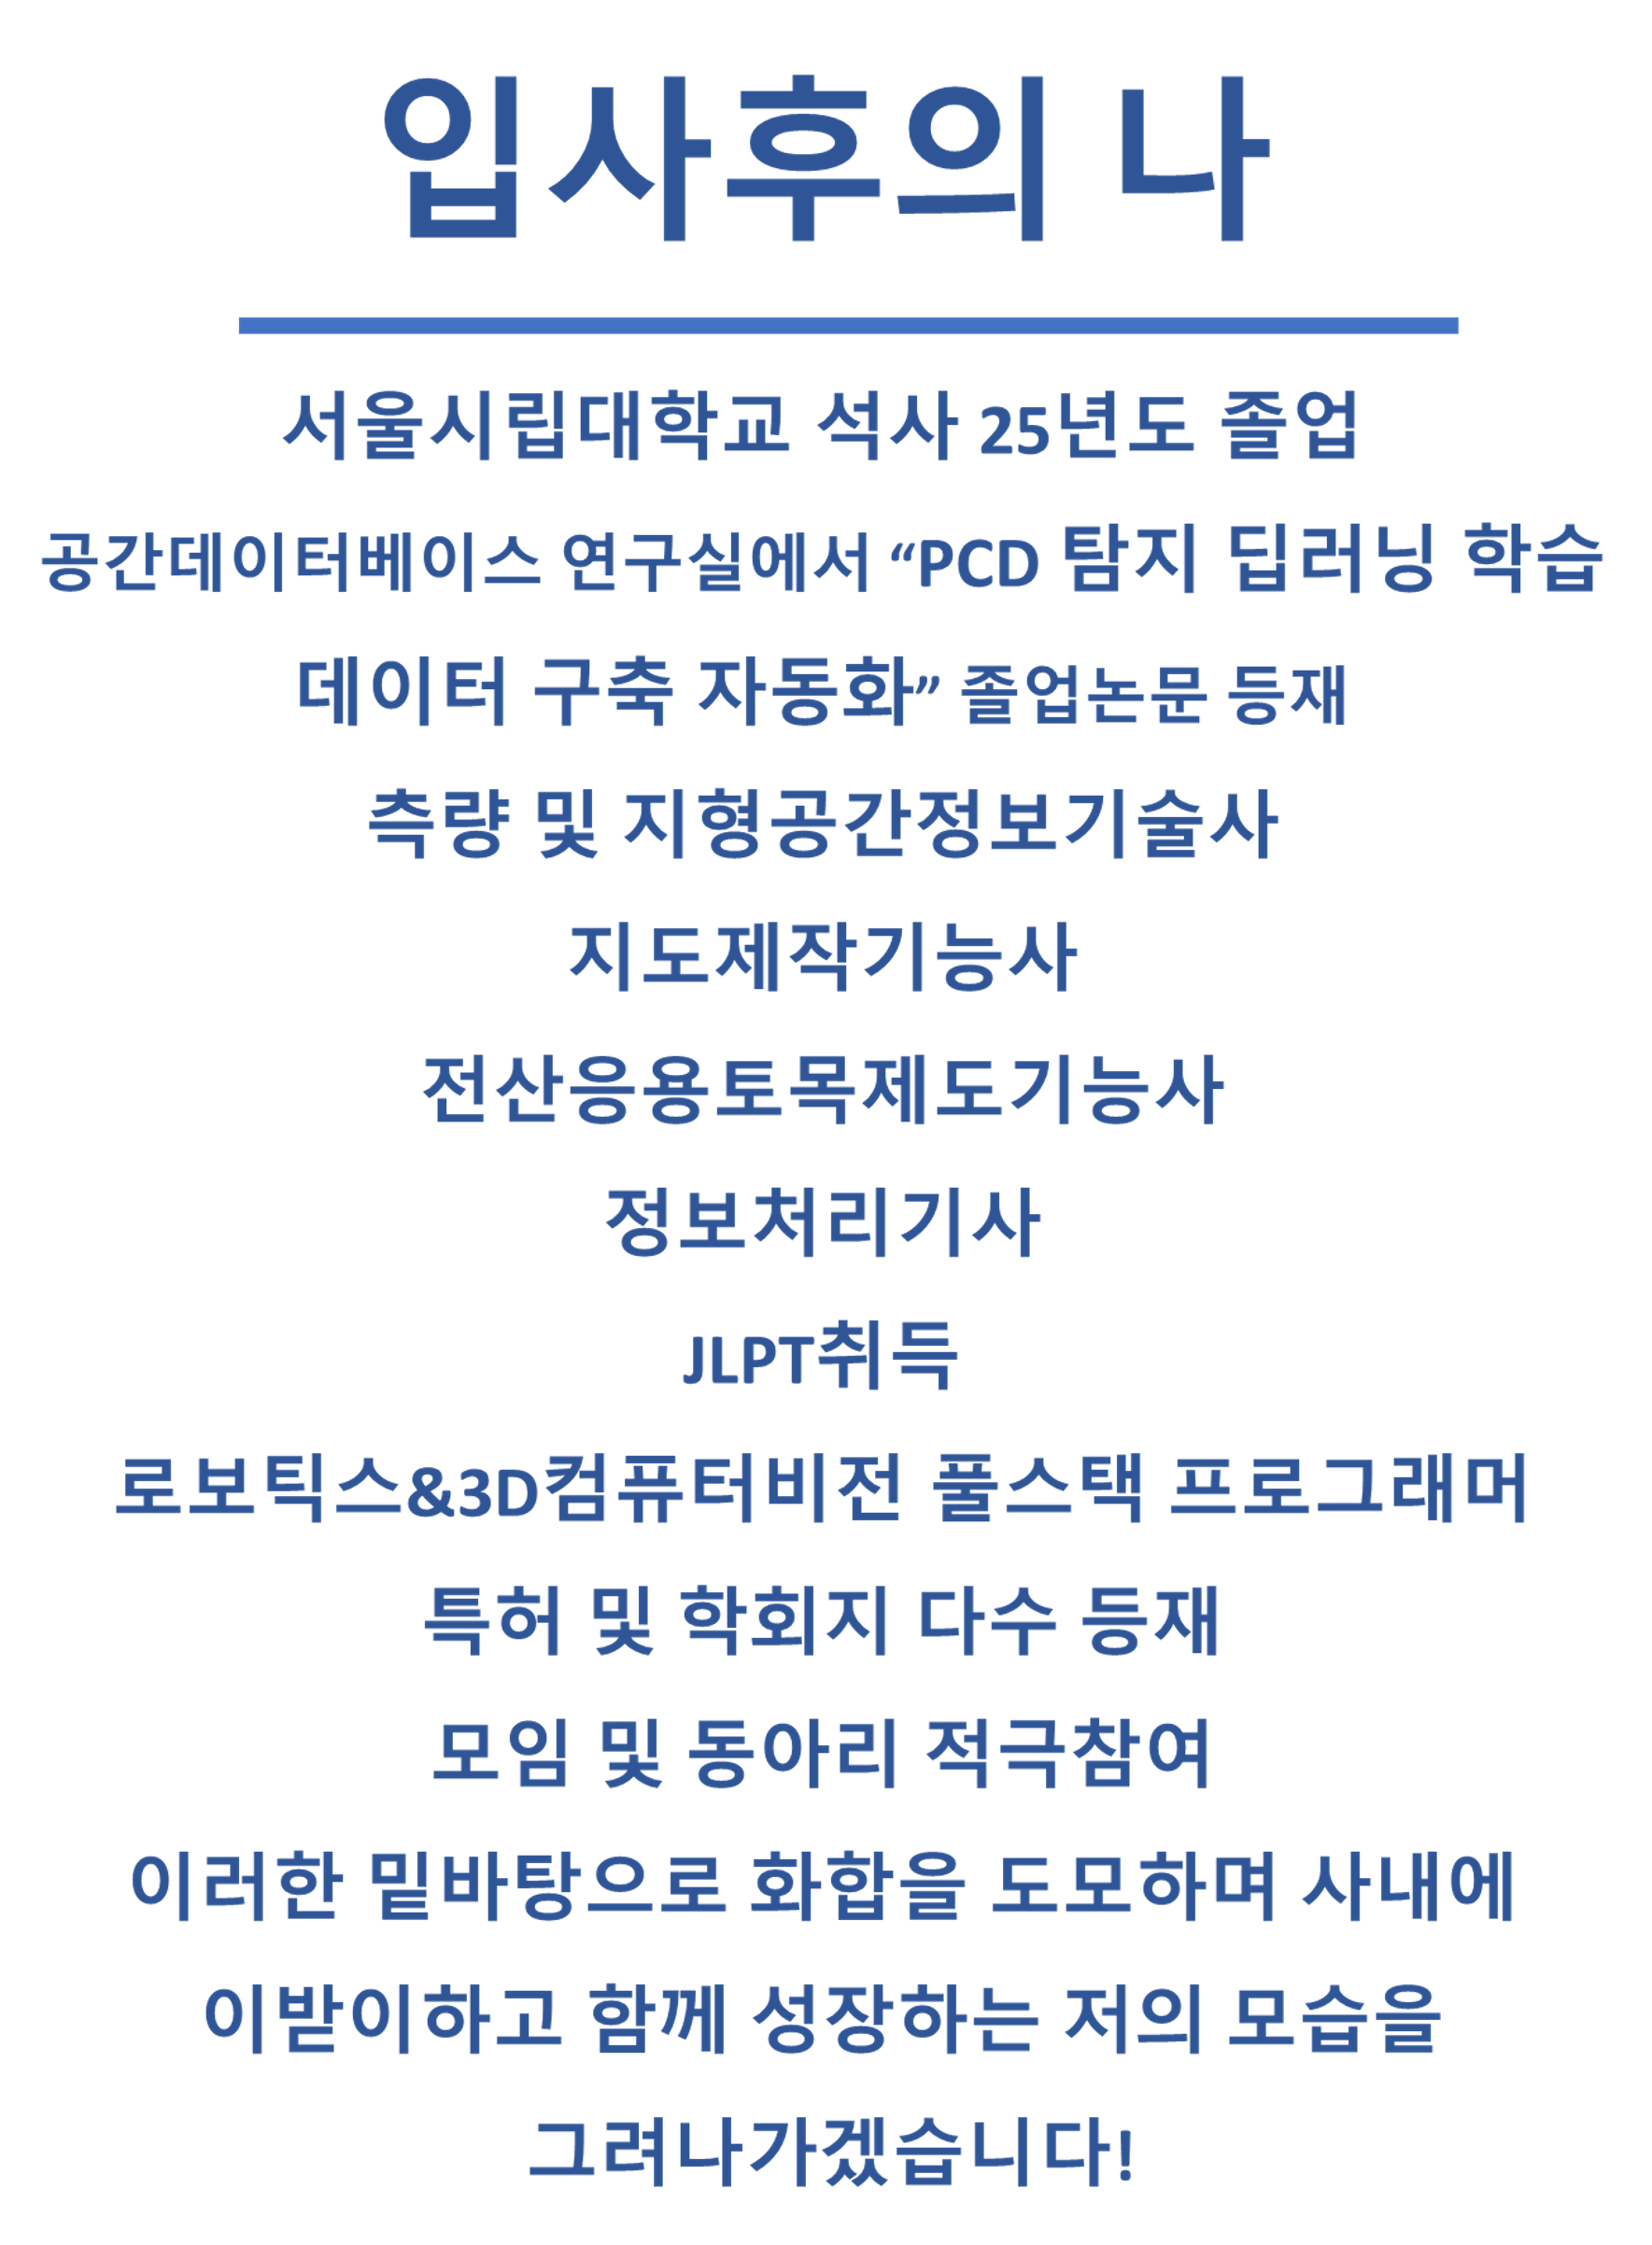 입사후의 나
서울시립대학교 석사 25년도 졸업
공간데이터베이스 연구실에서 “PCD 탐지 딥러닝 학습
데이터 구축 자동화” 졸업논문 등재
측량 및 지형공간정보기술사
지도제작기능사
전산응용토목제도기능사
정보처리기사
JLPT취득
로보틱스&3D컴퓨터비전 풀스택 프로그래머
특허 및 학회지 다수 등재
모임 및 동아리 적극참여
이러한 밑바탕으로 화합을 도모하며 사내에
이받이하고 함께 성장하는 저의 모습을
그려나가겠습니다!